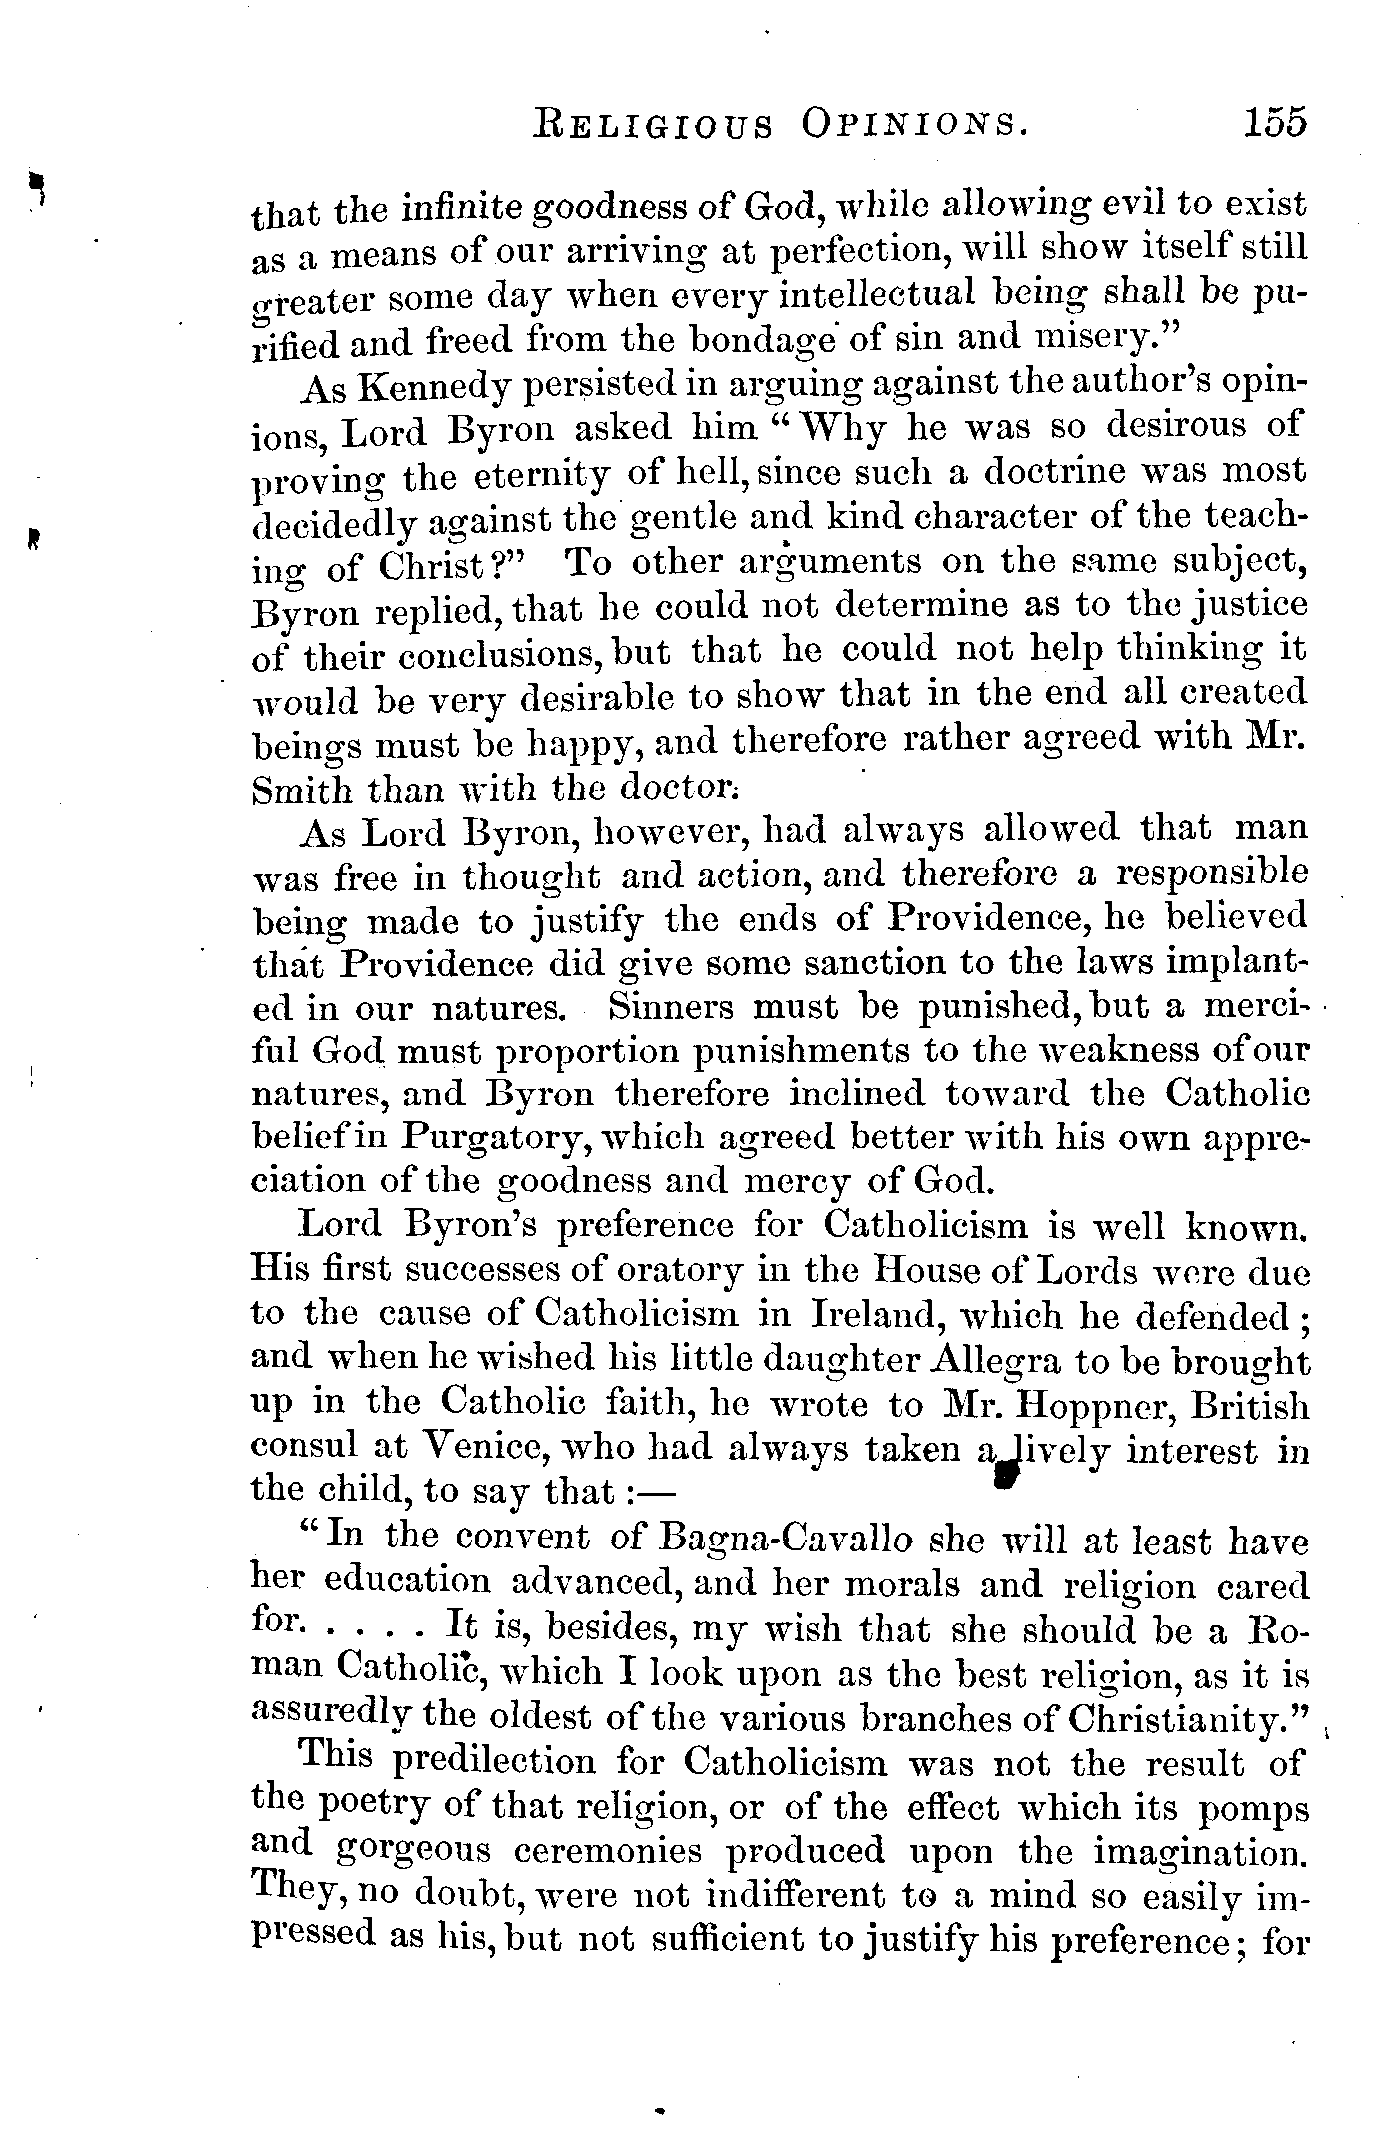 RELIGIOUS OPINIONS. 155
that the infinite goodness of God, while allowing evil to exist
as a means of our arriving at perfection, will show itself still
greater some day when every intellectual being shall be pu-
rified and freed from the bondage of sin and misery.”
As Kennedy persisted in arguing against the author's opin-
ions, Lord Byron asked him “Why he was so desirous of
proving the eternity of hell, since such a doctrine was most
decidedly against the gentle and kind character of the teach-
ing of Christ?” To other arguments on the same subject,
Byron replied, that he could not determine as to the justice
of their conclusions, but that he could not help thinking it
would be very desirable to show that in the end all created
beings must be happy, and therefore rather agreed with Mr.
Smith than with the doctor.
As Lord Byron, however, had always allowed that man
was free in thought and action, and therefore a responsible
being made to justify the ends of Providence, he believed
that Providence did give some sanction to the laws implant-
ed in our natures. Sinners must be punished, but a merci-
ful God must proportion punishments to the weakness of our
natures, and Byron therefore inclined toward the Catholic
belief in Purgatory, which agreed better with his own appre-
ciation of the goodness and mercy of God.
Lord Byron's preference for Catholicism is well known.
His first successes of oratory in the House of Lords were due
to the cause of Catholicism in Ireland, which he defended;
and when he wished his little daughter Allegra to be brought
up in the Catholic faith, he wrote to Mr. Hoppner, British
consul at Venice, who had always taken a lively interest in
the child, to say that:—
“In the convent of Bagna-Cavallo she will at least have
her education advanced, and her morals and religion cared
for. . . . . It is, besides, my wish that she should be a Ro-
man Catholic, which I look upon as the best religion, as it is
assuredly the oldest of the various branches of Christianity.”
This predilection for Catholicism was not the result of
the poetry of that religion, or of the effect which its pomps
and gorgeous ceremonies produced upon the imagination.
They, no doubt, were not indifferent to a mind so easily im-
pressed as his, but not sufficient to justify his preference; for